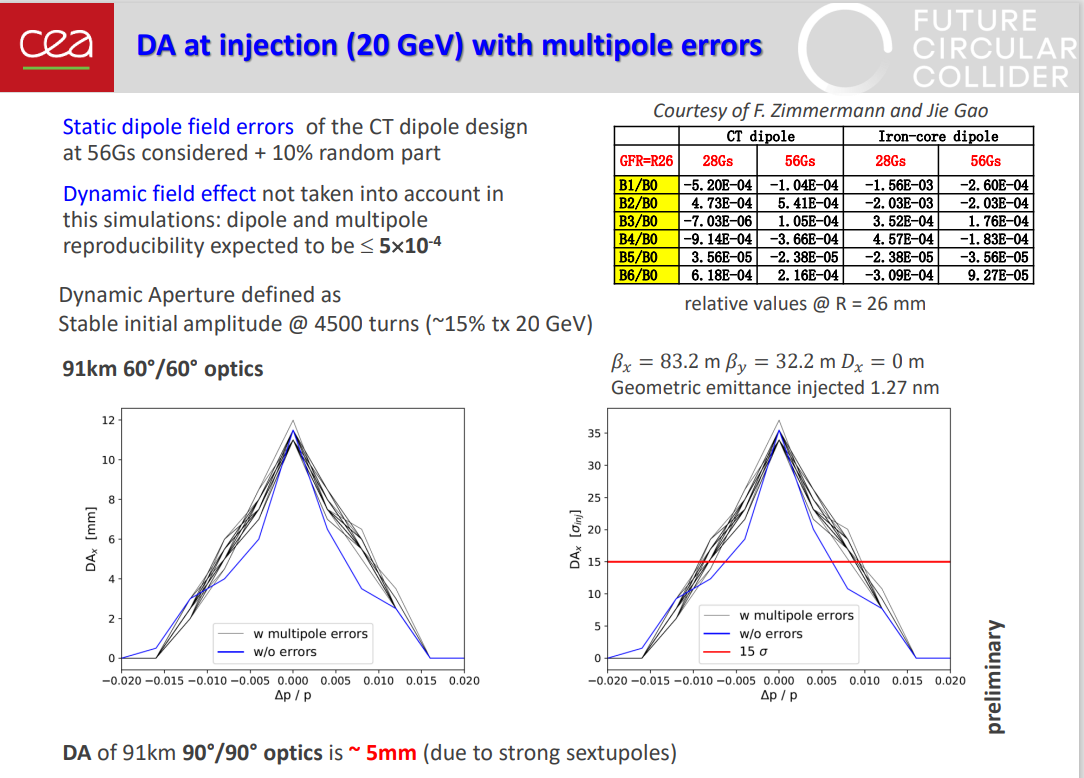 cea
DA at injection (20 GeV) with multipole errors
FUTURE
CIRCULAR
COLLIDER
Static dipole field errors of the CT dipole design
at 56Gs considered + 10% random part
Dynamic field effect not taken into account in
this simulations: dipole and multipole
reproducibility expected to be ≤ 5×10⁻⁴
Dynamic Aperture defined as
Stable initial amplitude @ 4500 turns (~15% tx 20 GeV)
Courtesy of F. Zimmermann and Jie Gao
CT dipole Iron-core dipole
GFR=R26 28Gs 56Gs 28Gs 56Gs
B1/B0 -5.20E-04 -1.04E-04 -1.56E-03 -2.60E-04
B2/B0 4.73E-04 5.41E-04 -2.03E-03 -2.03E-04
B3/B0 -7.03E-06 1.05E-04 3.52E-04 1.76E-04
B4/B0 -9.14E-04 -3.66E-04 4.57E-04 -1.83E-04
B5/B0 3.56E-05 -2.38E-05 -2.38E-05 -3.56E-05
B6/B0 6.18E-04 2.16E-04 -3.09E-04 9.27E-05
relative values @ R = 26 mm
91km 60°/60° optics
βx = 83.2 m βy = 32.2 m Dx = 0 m
Geometric emittance injected 1.27 nm
DAx [mm]
12
10
8
6
4
2
0
w multipole errors
w/o errors
−0.020 −0.015 −0.010 −0.005 0.000 0.005 0.010 0.015 0.020
Δp / p
DAx [σinj]
35
30
25
20
15
10
5
0
w multipole errors
w/o errors
15 σ
−0.020 −0.015 −0.010 −0.005 0.000 0.005 0.010 0.015 0.020
Δp / p
preliminary
DA of 91km 90°/90° optics is ~ 5mm (due to strong sextupoles)